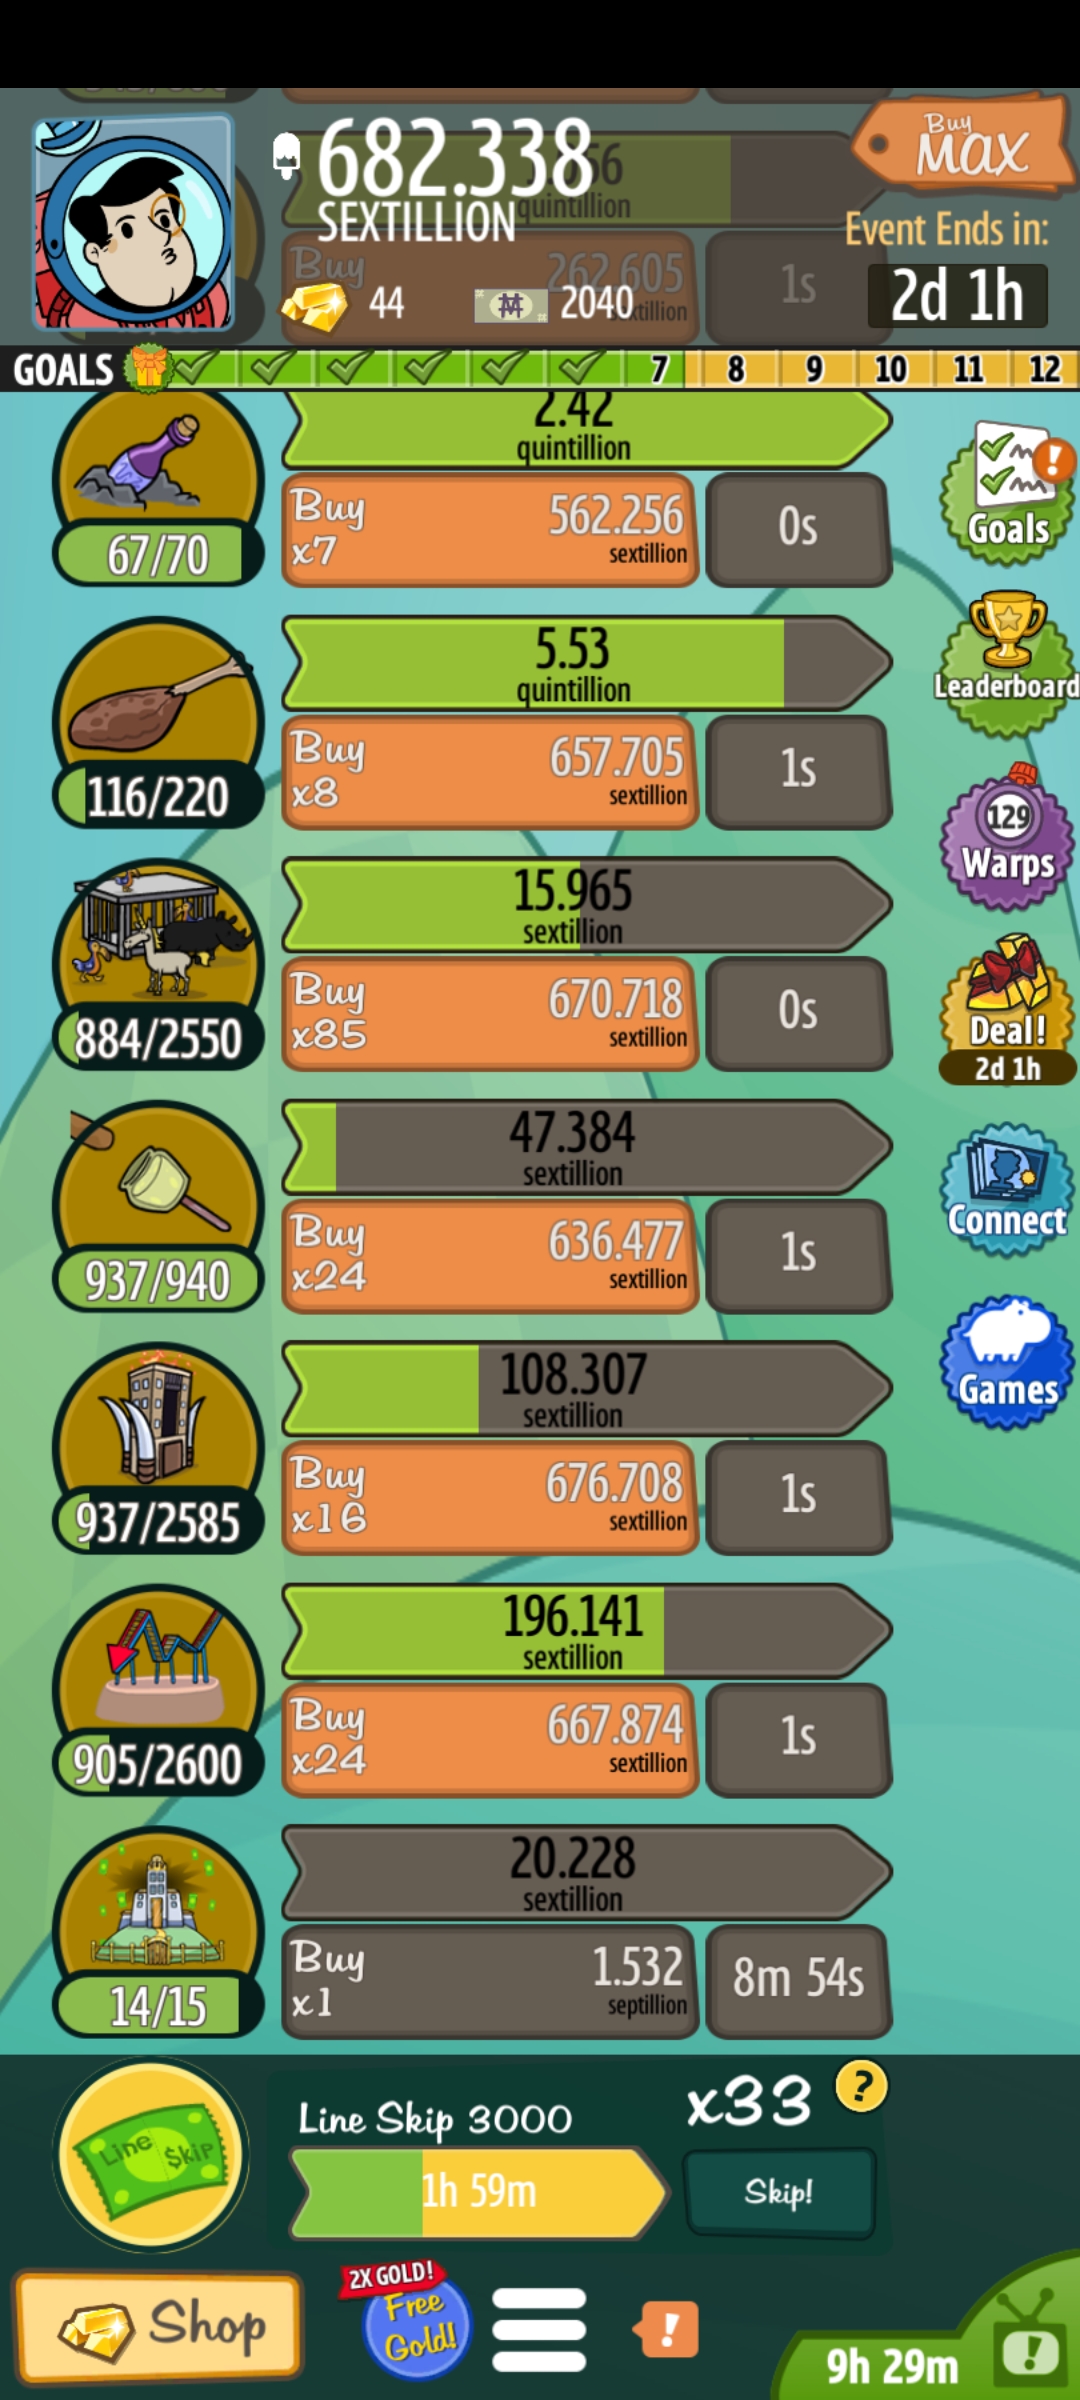 682.338
SEXTILLION
44
2040
Buy
MAX
Event Ends in:
2d 1h
quintillion
Buy
262.605
1s
GOALS
7
8
9
10
11
12
2.42
quintillion
67/70
Buy
x7
562.256
sextillion
0s
Goals
5.53
quintillion
116/220
Buy
x8
657.705
sextillion
1s
Leaderboard
129
Warps
15.965
sextillion
884/2550
Buy
x85
670.718
sextillion
0s
Deal!
2d 1h
47.384
sextillion
937/940
Buy
x24
636.477
sextillion
1s
Connect
108.307
sextillion
937/2585
Buy
x16
676.708
sextillion
1s
Games
196.141
sextillion
905/2600
Buy
x24
667.874
sextillion
1s
20.228
sextillion
14/15
Buy
x1
1.532
septillion
8m 54s
Line $kip
Line Skip 3000
x33
?
1h 59m
Skip!
Shop
2X GOLD!
Free
Gold!
!
9h 29m